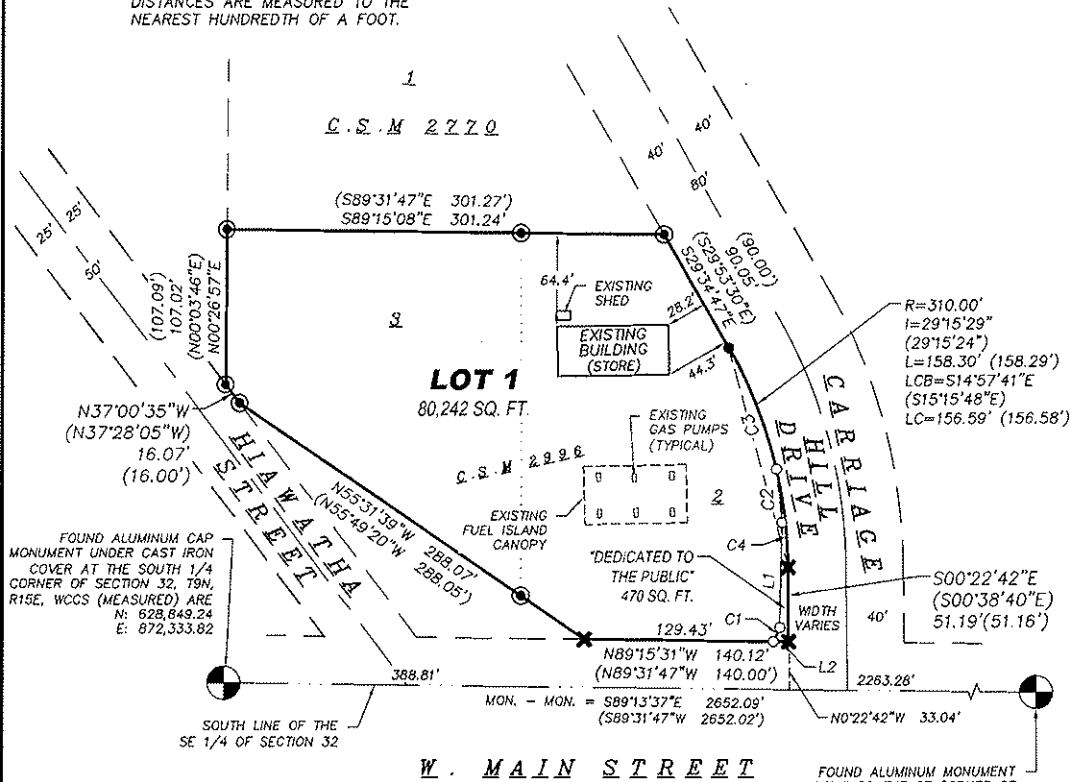 DISTANCES ARE MEASURED TO THE
NEAREST HUNDREDTH OF A FOOT.
1
C.S.M 2770
40'
40'
80'
25'
25'
50'
(S89°31'47"E 301.27')
S89°15'08"E 301.24'
(90.00')
90.05'
(S29°53'30"E)
S29°34'47"E
(107.09')
107.02'
(N00°03'46"E)
N00°26'57"E
64.4'
EXISTING
SHED
28.2'
3
EXISTING
BUILDING
(STORE)
44.3'
R=310.00'
I=29°15'29"
(29°15'24")
L=158.30' (158.29')
LCB=S14°57'41"E
(S15°15'48"E)
LC=156.59' (156.58')
LOT 1
80,242 SQ. FT.
N37°00'35"W
(N37°28'05"W)
16.07'
(16.00')
HIAWATHA
STREET
C3
CARRIAGE
HILL
DRIVE
EXISTING
GAS PUMPS
(TYPICAL)
C.S.M 2996
2
C2
N55°31'39"W 288.07'
(N55°49'20"W 288.05')
EXISTING
FUEL ISLAND
CANOPY
C4
FOUND ALUMINUM CAP
MONUMENT UNDER CAST IRON
COVER AT THE SOUTH 1/4
CORNER OF SECTION 32, T9N,
R15E, WCCS (MEASURED) ARE
N: 628,849.24
E: 872,333.82
"DEDICATED TO
THE PUBLIC"
470 SQ. FT.
L1
S00°22'42"E
(S00°38'40"E)
51.19'(51.16')
WIDTH
VARIES
40'
C1
129.43'
N89°15'31"W 140.12'
(N89°31'47"W 140.00')
L2
388.81'
2263.28'
MON. - MON. = S89°13'37"E 2652.09'
(S89°31'47"W 2652.02')
N0°22'42"W 33.04'
SOUTH LINE OF THE
SE 1/4 OF SECTION 32
W. MAIN STREET
FOUND ALUMINUM MONUMENT